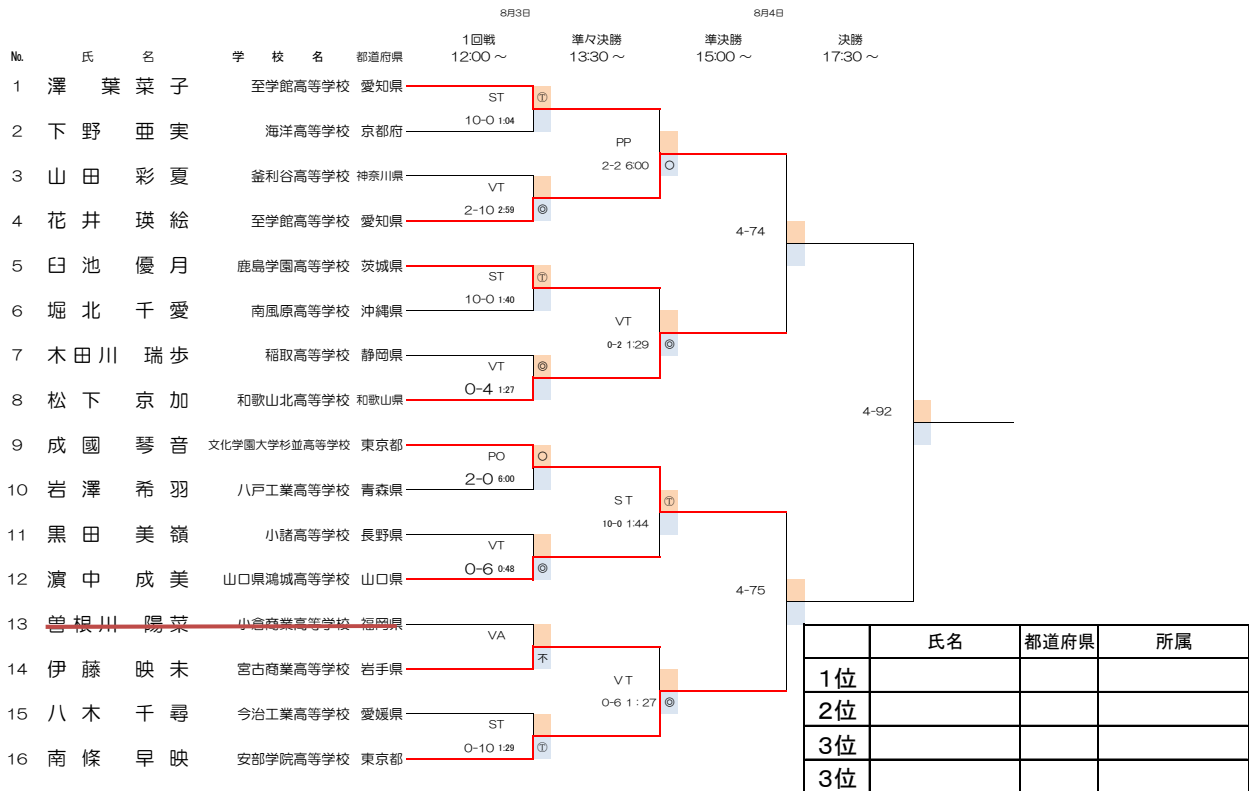 8月3日 8月4日
1回戦 準々決勝 準決勝 決勝
№ 氏 名 学 校 名 都道府県 12:00 ～ 13:30 ～ 15:00 ～ 17:30 ～
1 澤 葉菜子 至学館高等学校 愛知県
ST Ⓣ
10-0 1:04
2 下野 亜実 海洋高等学校 京都府
PP
2-2 6:00 〇
3 山田 彩夏 釜利谷高等学校 神奈川県
VT
2-10 2:59 ◎
4 花井 瑛絵 至学館高等学校 愛知県
4-74
5 臼池 優月 鹿島学園高等学校 茨城県
ST Ⓣ
10-0 1:40
6 堀北 千愛 南風原高等学校 沖縄県
VT
0-2 1:29 ◎
7 木田川 瑞歩 稲取高等学校 静岡県
VT ◎
0-4 1:27
8 松下 京加 和歌山北高等学校 和歌山県
4-92
9 成國 琴音 文化学園大学杉並高等学校 東京都
PO 〇
2-0 6:00
10 岩澤 希羽 八戸工業高等学校 青森県
ST Ⓣ
10-0 1:44
11 黒田 美嶺 小諸高等学校 長野県
VT
0-6 0:48 ◎
12 濵中 成美 山口県鴻城高等学校 山口県
4-75
13 曽根川 陽菜 小倉商業高等学校 福岡県
VA
不
14 伊藤 映未 宮古商業高等学校 岩手県
VT
0-6 1：27 ◎
15 八木 千尋 今治工業高等学校 愛媛県
ST
0-10 1:29 Ⓣ
16 南條 早映 安部学院高等学校 東京都
氏名 都道府県 所属
1位
2位
3位
3位